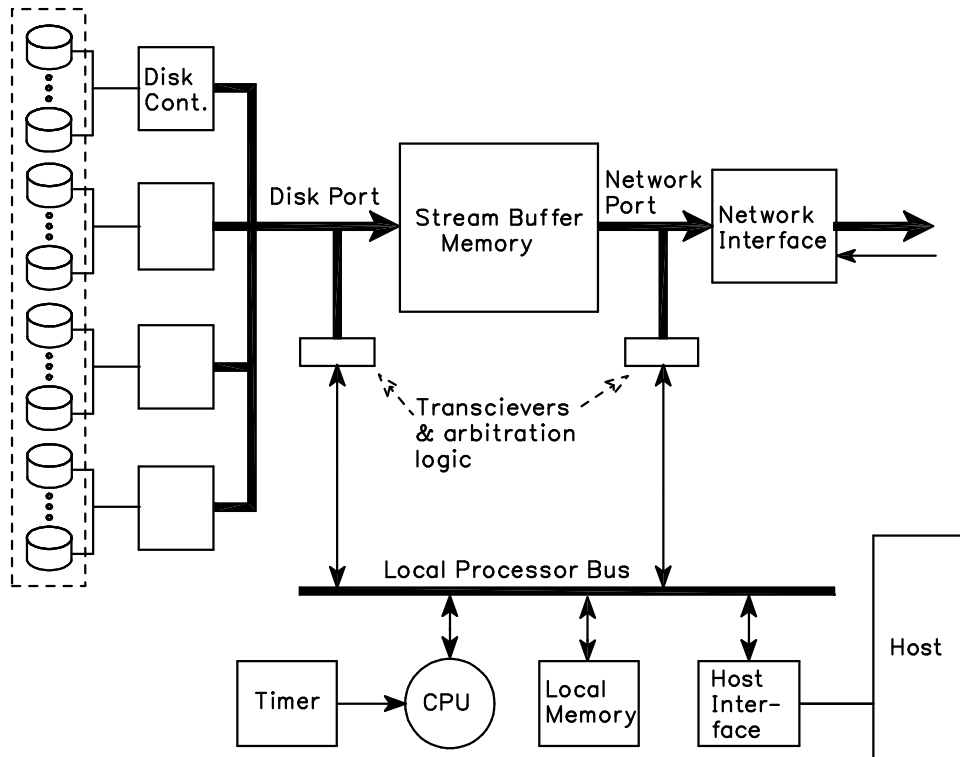 Disk
Cont.
Disk Port
Stream Buffer
Memory
Network
Port
Network
Interface
Transcievers
& arbitration
logic
Local Processor Bus
Timer
CPU
Local
Memory
Host
Inter-
face
Host